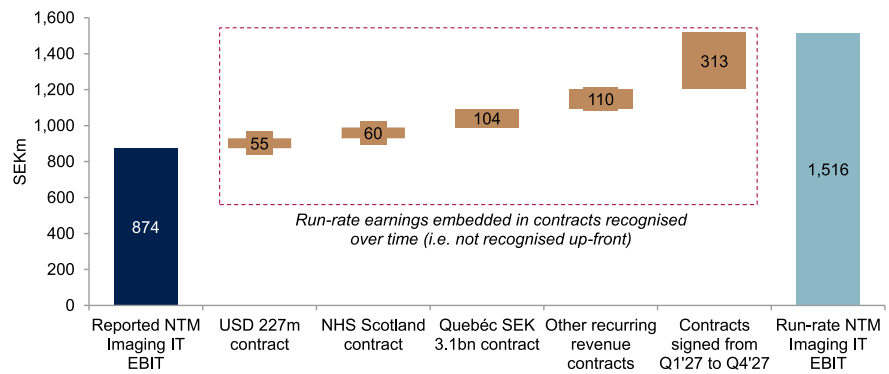 1,600
1,400
1,200
1,000
800
600
400
200
0
SEKm
874
55
60
104
110
313
1,516
Run-rate earnings embedded in contracts recognised
over time (i.e. not recognised up-front)
Reported NTM
Imaging IT
EBIT
USD 227m
contract
NHS Scotland
contract
Quebéc SEK
3.1bn contract
Other recurring
revenue
contracts
Contracts
signed from
Q1'27 to Q4'27
Run-rate NTM
Imaging IT
EBIT